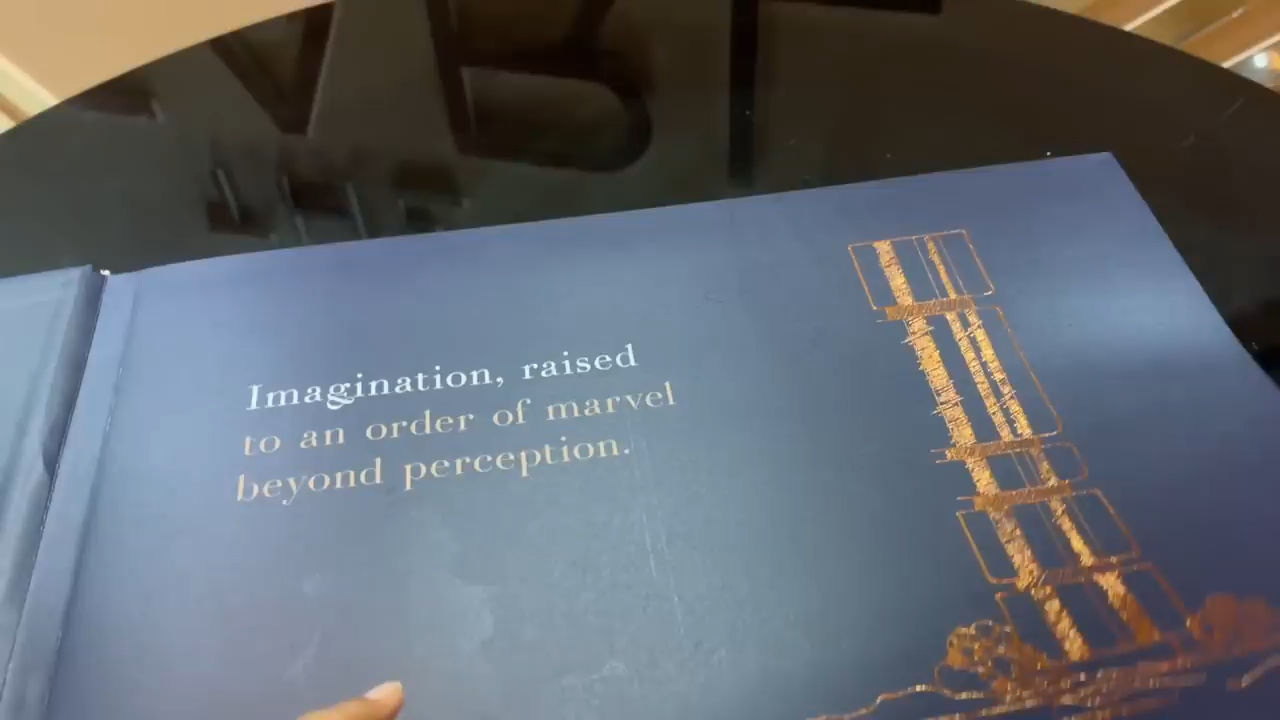 Imagination, raised
to an order of marvel
beyond perception.